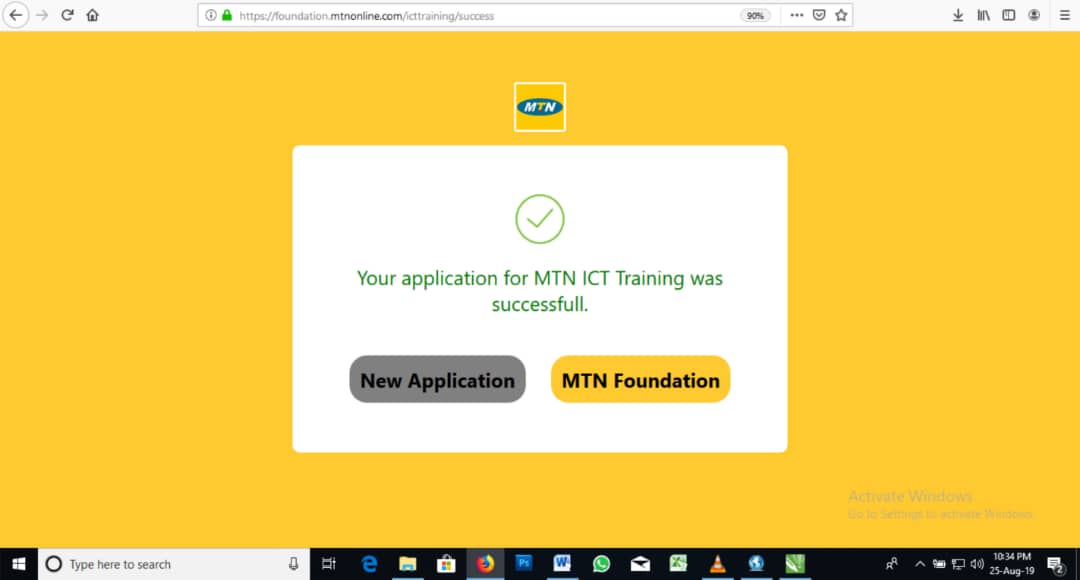 https://foundation.mtnonline.com/icttraining/success
90%
MTN
Your application for MTN ICT Training was
successfull.
New Application
MTN Foundation
Activate Windows
Go to Settings to activate Windows.
Type here to search
Ps
10:34 PM
25-Aug-19
2